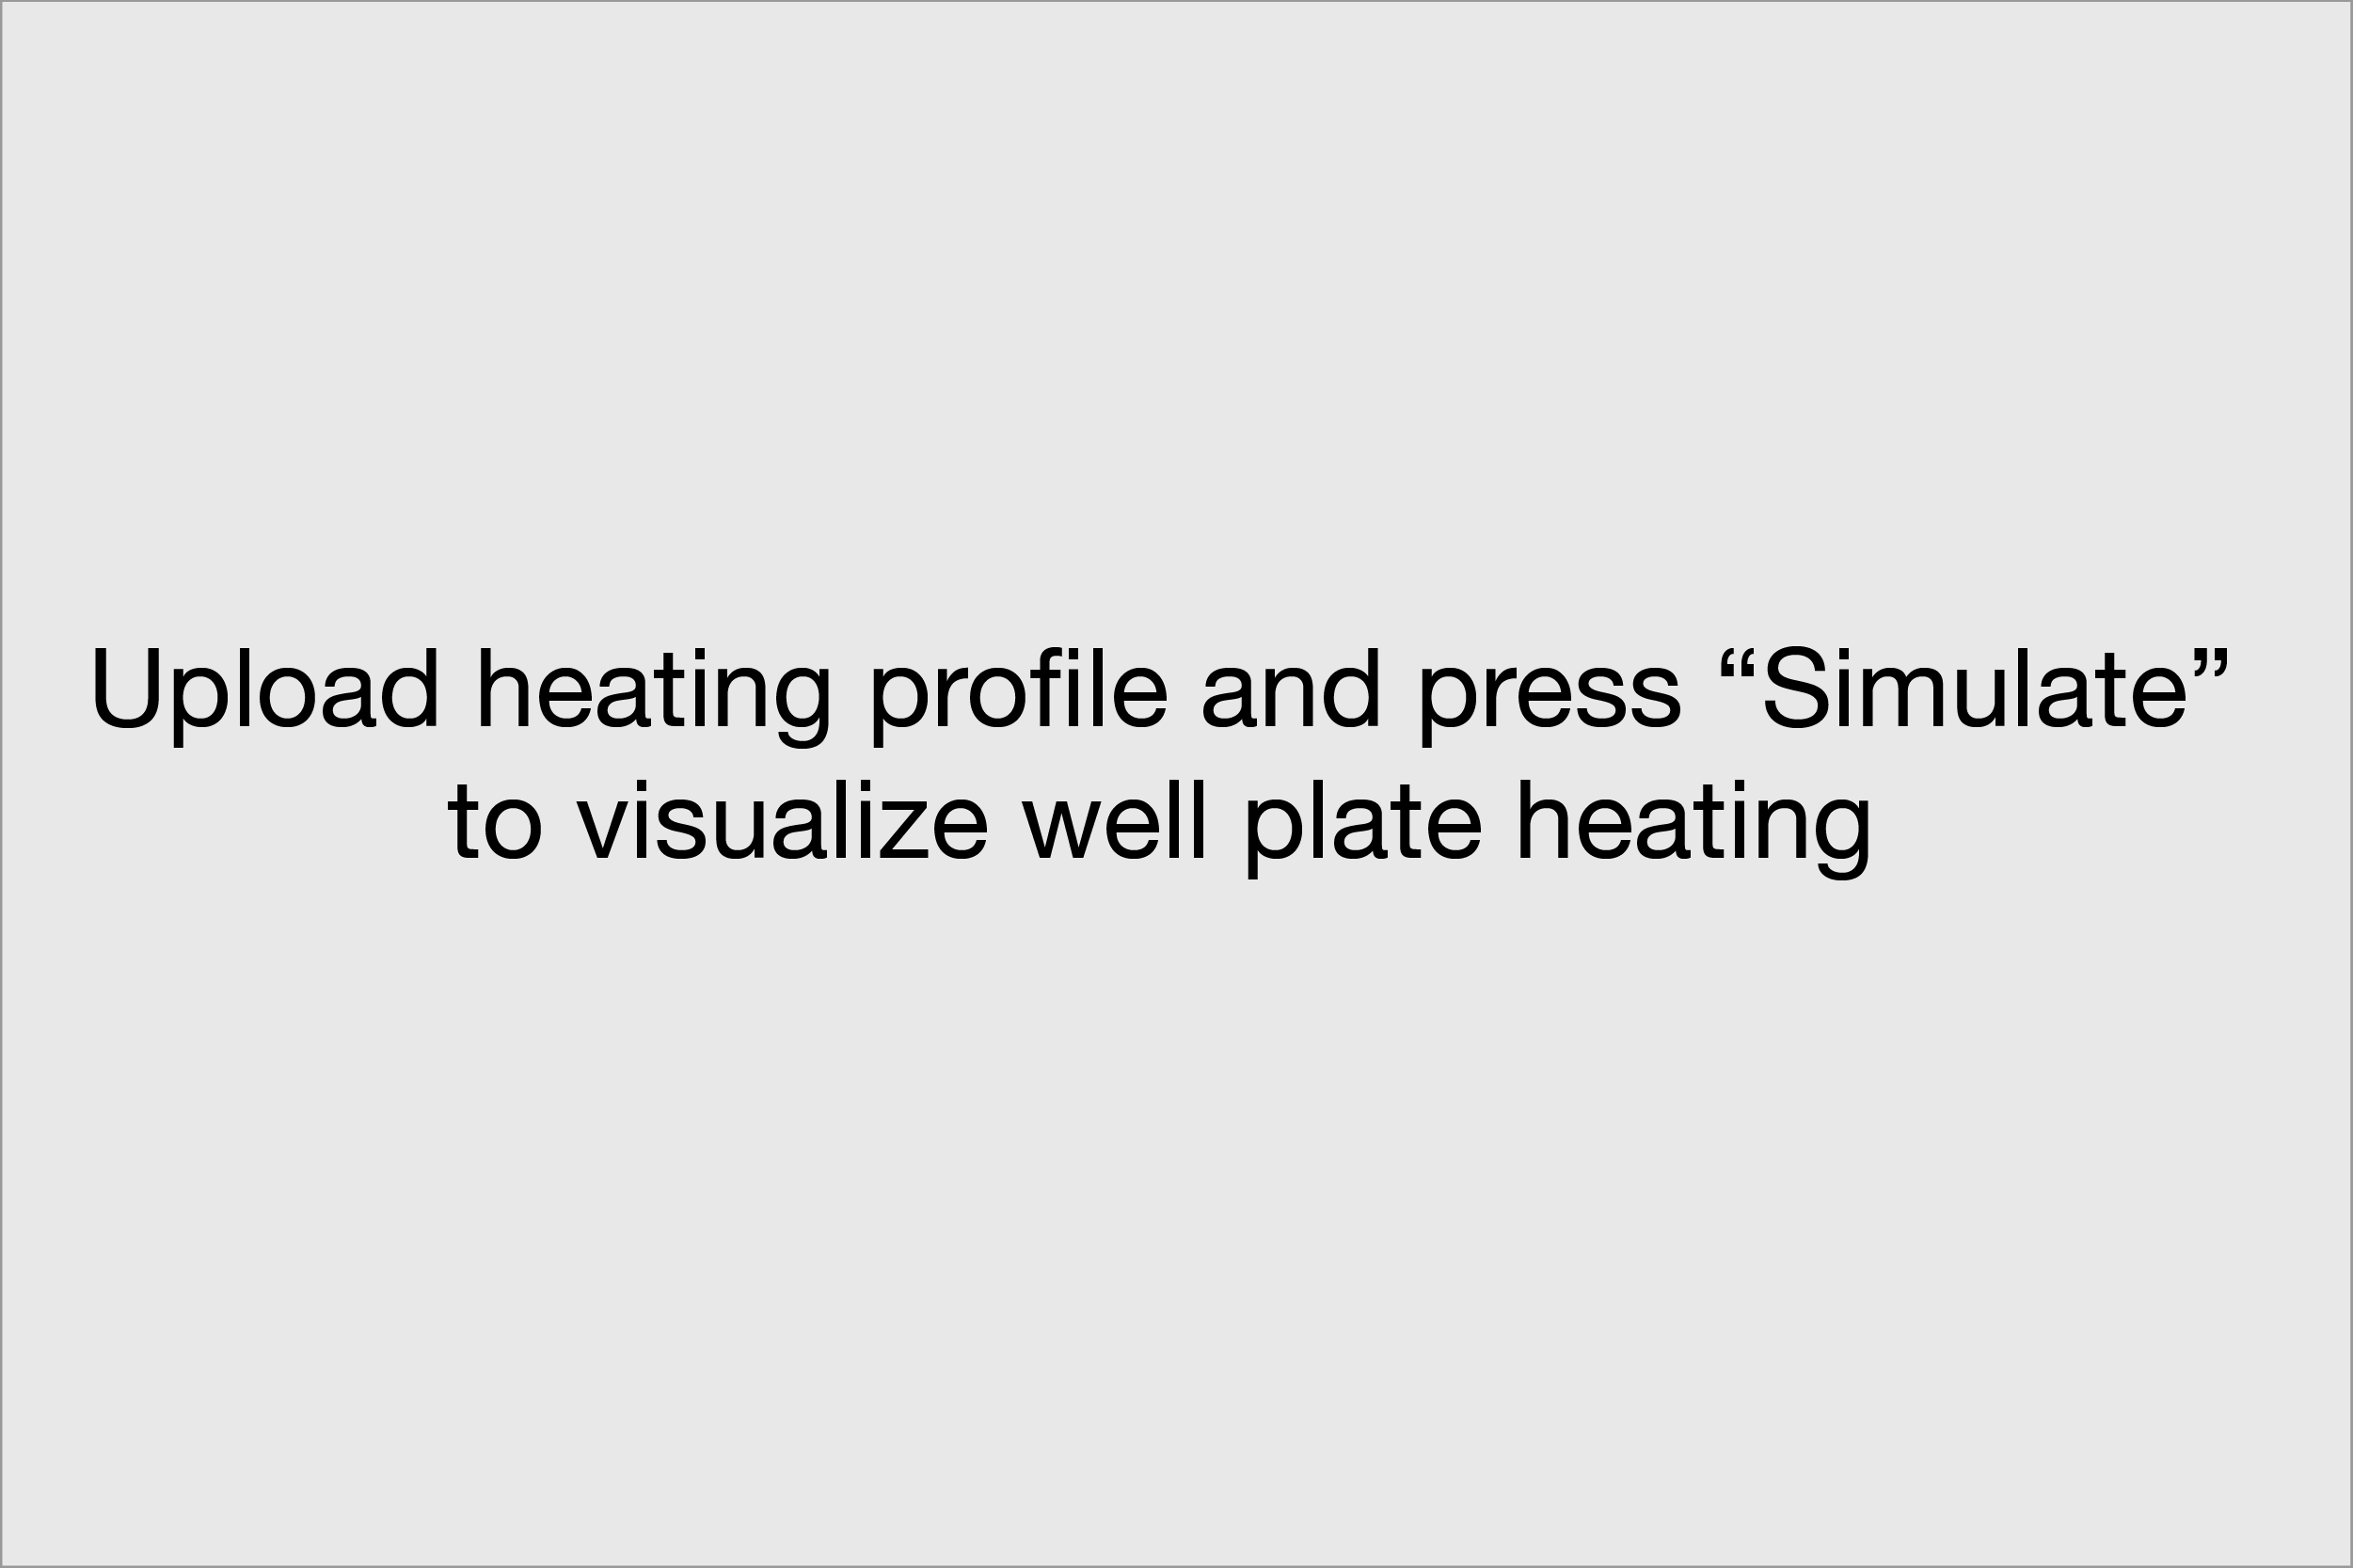 Upload heating profile and press “Simulate”
to visualize well plate heating